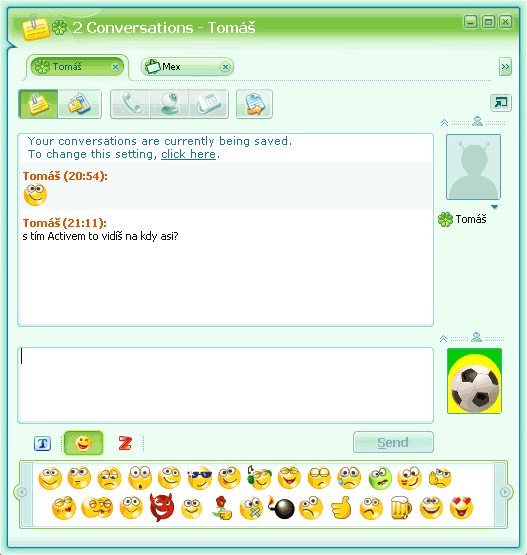 2 Conversations - Tomáš
Tomáš
Mex
Your conversations are currently being saved.
To change this setting, click here.
Tomáš (20:54):
Tomáš (21:11):
s tím Activem to vidíš na kdy asi?
Tomáš
T
Z
Send